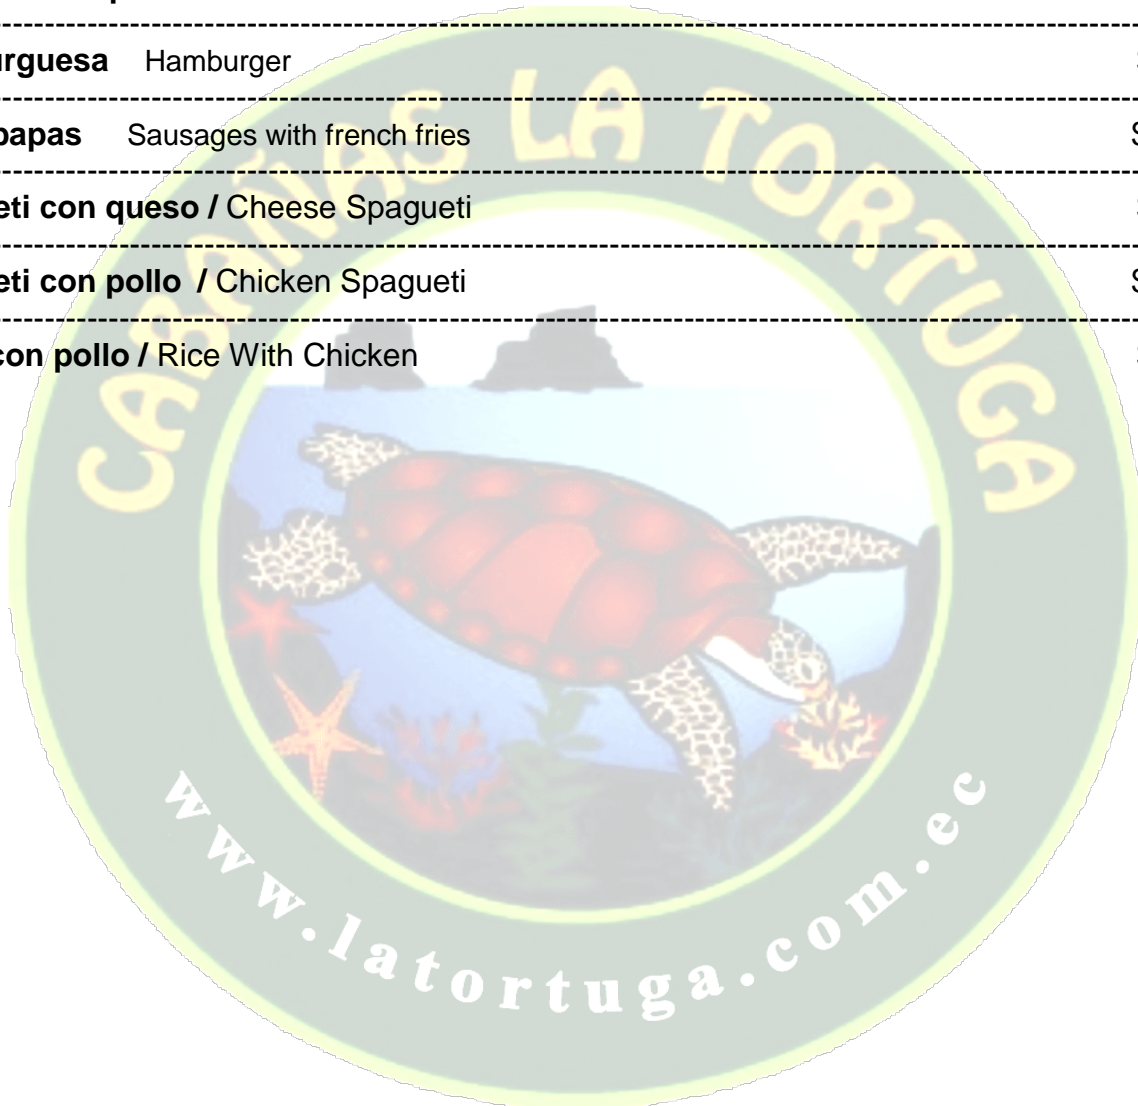 urguesa Hamburger
papas Sausages with french fries
eti con queso / Cheese Spagueti
eti con pollo / Chicken Spagueti
con pollo / Rice With Chicken
CABAÑAS LA TORTUGA
www.latortuga.com.ec